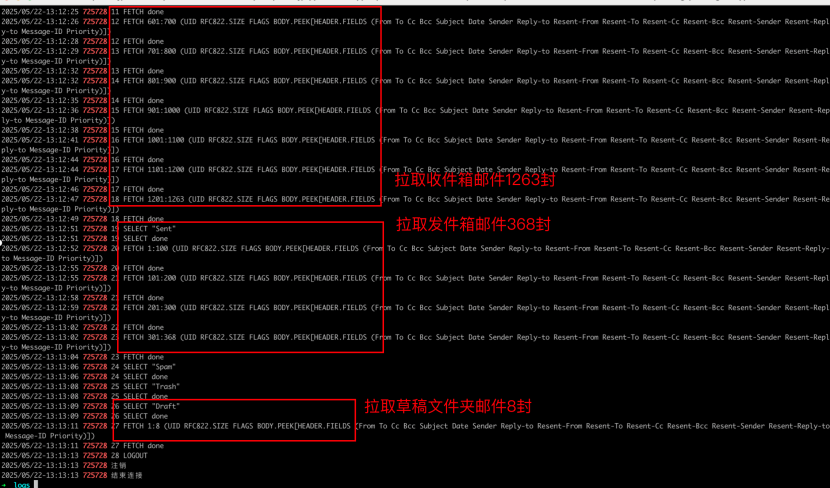 2025/05/22-13:12:25 725728 11 FETCH done
2025/05/22-13:12:26 725728 12 FETCH 601:700 (UID RFC822.SIZE FLAGS BODY.PEEK[HEADER.FIELDS (From To Cc Bcc Subject Date Sender Reply-to Resent-From Resent-To Resent-Cc Resent-Bcc Resent-Sender Resent-Repl
y-to Message-ID Priority)])
2025/05/22-13:12:28 725728 12 FETCH done
2025/05/22-13:12:29 725728 13 FETCH 701:800 (UID RFC822.SIZE FLAGS BODY.PEEK[HEADER.FIELDS (From To Cc Bcc Subject Date Sender Reply-to Resent-From Resent-To Resent-Cc Resent-Bcc Resent-Sender Resent-Repl
y-to Message-ID Priority)])
2025/05/22-13:12:32 725728 13 FETCH done
2025/05/22-13:12:32 725728 14 FETCH 801:900 (UID RFC822.SIZE FLAGS BODY.PEEK[HEADER.FIELDS (From To Cc Bcc Subject Date Sender Reply-to Resent-From Resent-To Resent-Cc Resent-Bcc Resent-Sender Resent-Repl
y-to Message-ID Priority)])
2025/05/22-13:12:35 725728 14 FETCH done
2025/05/22-13:12:36 725728 15 FETCH 901:1000 (UID RFC822.SIZE FLAGS BODY.PEEK[HEADER.FIELDS (From To Cc Bcc Subject Date Sender Reply-to Resent-From Resent-To Resent-Cc Resent-Bcc Resent-Sender Resent-Rep
ly-to Message-ID Priority)])
2025/05/22-13:12:38 725728 15 FETCH done
2025/05/22-13:12:41 725728 16 FETCH 1001:1100 (UID RFC822.SIZE FLAGS BODY.PEEK[HEADER.FIELDS (From To Cc Bcc Subject Date Sender Reply-to Resent-From Resent-To Resent-Cc Resent-Bcc Resent-Sender Resent-Re
ply-to Message-ID Priority)])
2025/05/22-13:12:44 725728 16 FETCH done
2025/05/22-13:12:44 725728 17 FETCH 1101:1200 (UID RFC822.SIZE FLAGS BODY.PEEK[HEADER.FIELDS (From To Cc Bcc Subject Date Sender Reply-to Resent-From Resent-To Resent-Cc Resent-Bcc Resent-Sender Resent-Re
ply-to Message-ID Priority)])
拉取收件箱邮件1263封
2025/05/22-13:12:46 725728 17 FETCH done
2025/05/22-13:12:47 725728 18 FETCH 1201:1263 (UID RFC822.SIZE FLAGS BODY.PEEK[HEADER.FIELDS (From To Cc Bcc Subject Date Sender Reply-to Resent-From Resent-To Resent-Cc Resent-Bcc Resent-Sender Resent-Re
ply-to Message-ID Priority)])
2025/05/22-13:12:49 725728 18 FETCH done
拉取发件箱邮件368封
2025/05/22-13:12:51 725728 19 SELECT "Sent"
2025/05/22-13:12:51 725728 19 SELECT done
2025/05/22-13:12:52 725728 20 FETCH 1:100 (UID RFC822.SIZE FLAGS BODY.PEEK[HEADER.FIELDS (From To Cc Bcc Subject Date Sender Reply-to Resent-From Resent-To Resent-Cc Resent-Bcc Resent-Sender Resent-Reply-
to Message-ID Priority)])
2025/05/22-13:12:55 725728 20 FETCH done
2025/05/22-13:12:55 725728 21 FETCH 101:200 (UID RFC822.SIZE FLAGS BODY.PEEK[HEADER.FIELDS (From To Cc Bcc Subject Date Sender Reply-to Resent-From Resent-To Resent-Cc Resent-Bcc Resent-Sender Resent-Repl
y-to Message-ID Priority)])
2025/05/22-13:12:58 725728 21 FETCH done
2025/05/22-13:12:59 725728 22 FETCH 201:300 (UID RFC822.SIZE FLAGS BODY.PEEK[HEADER.FIELDS (From To Cc Bcc Subject Date Sender Reply-to Resent-From Resent-To Resent-Cc Resent-Bcc Resent-Sender Resent-Repl
y-to Message-ID Priority)])
2025/05/22-13:13:02 725728 22 FETCH done
2025/05/22-13:13:02 725728 23 FETCH 301:368 (UID RFC822.SIZE FLAGS BODY.PEEK[HEADER.FIELDS (From To Cc Bcc Subject Date Sender Reply-to Resent-From Resent-To Resent-Cc Resent-Bcc Resent-Sender Resent-Repl
y-to Message-ID Priority)])
2025/05/22-13:13:04 725728 23 FETCH done
2025/05/22-13:13:06 725728 24 SELECT "Spam"
2025/05/22-13:13:06 725728 24 SELECT done
2025/05/22-13:13:08 725728 25 SELECT "Trash"
2025/05/22-13:13:08 725728 25 SELECT done
2025/05/22-13:13:09 725728 26 SELECT "Draft"
拉取草稿文件夹邮件8封
2025/05/22-13:13:09 725728 26 SELECT done
2025/05/22-13:13:11 725728 27 FETCH 1:8 (UID RFC822.SIZE FLAGS BODY.PEEK[HEADER.FIELDS (From To Cc Bcc Subject Date Sender Reply-to Resent-From Resent-To Resent-Cc Resent-Bcc Resent-Sender Resent-Reply-to
Message-ID Priority)])
2025/05/22-13:13:11 725728 27 FETCH done
2025/05/22-13:13:13 725728 28 LOGOUT
2025/05/22-13:13:13 725728 注销
2025/05/22-13:13:13 725728 结束连接
→ logs